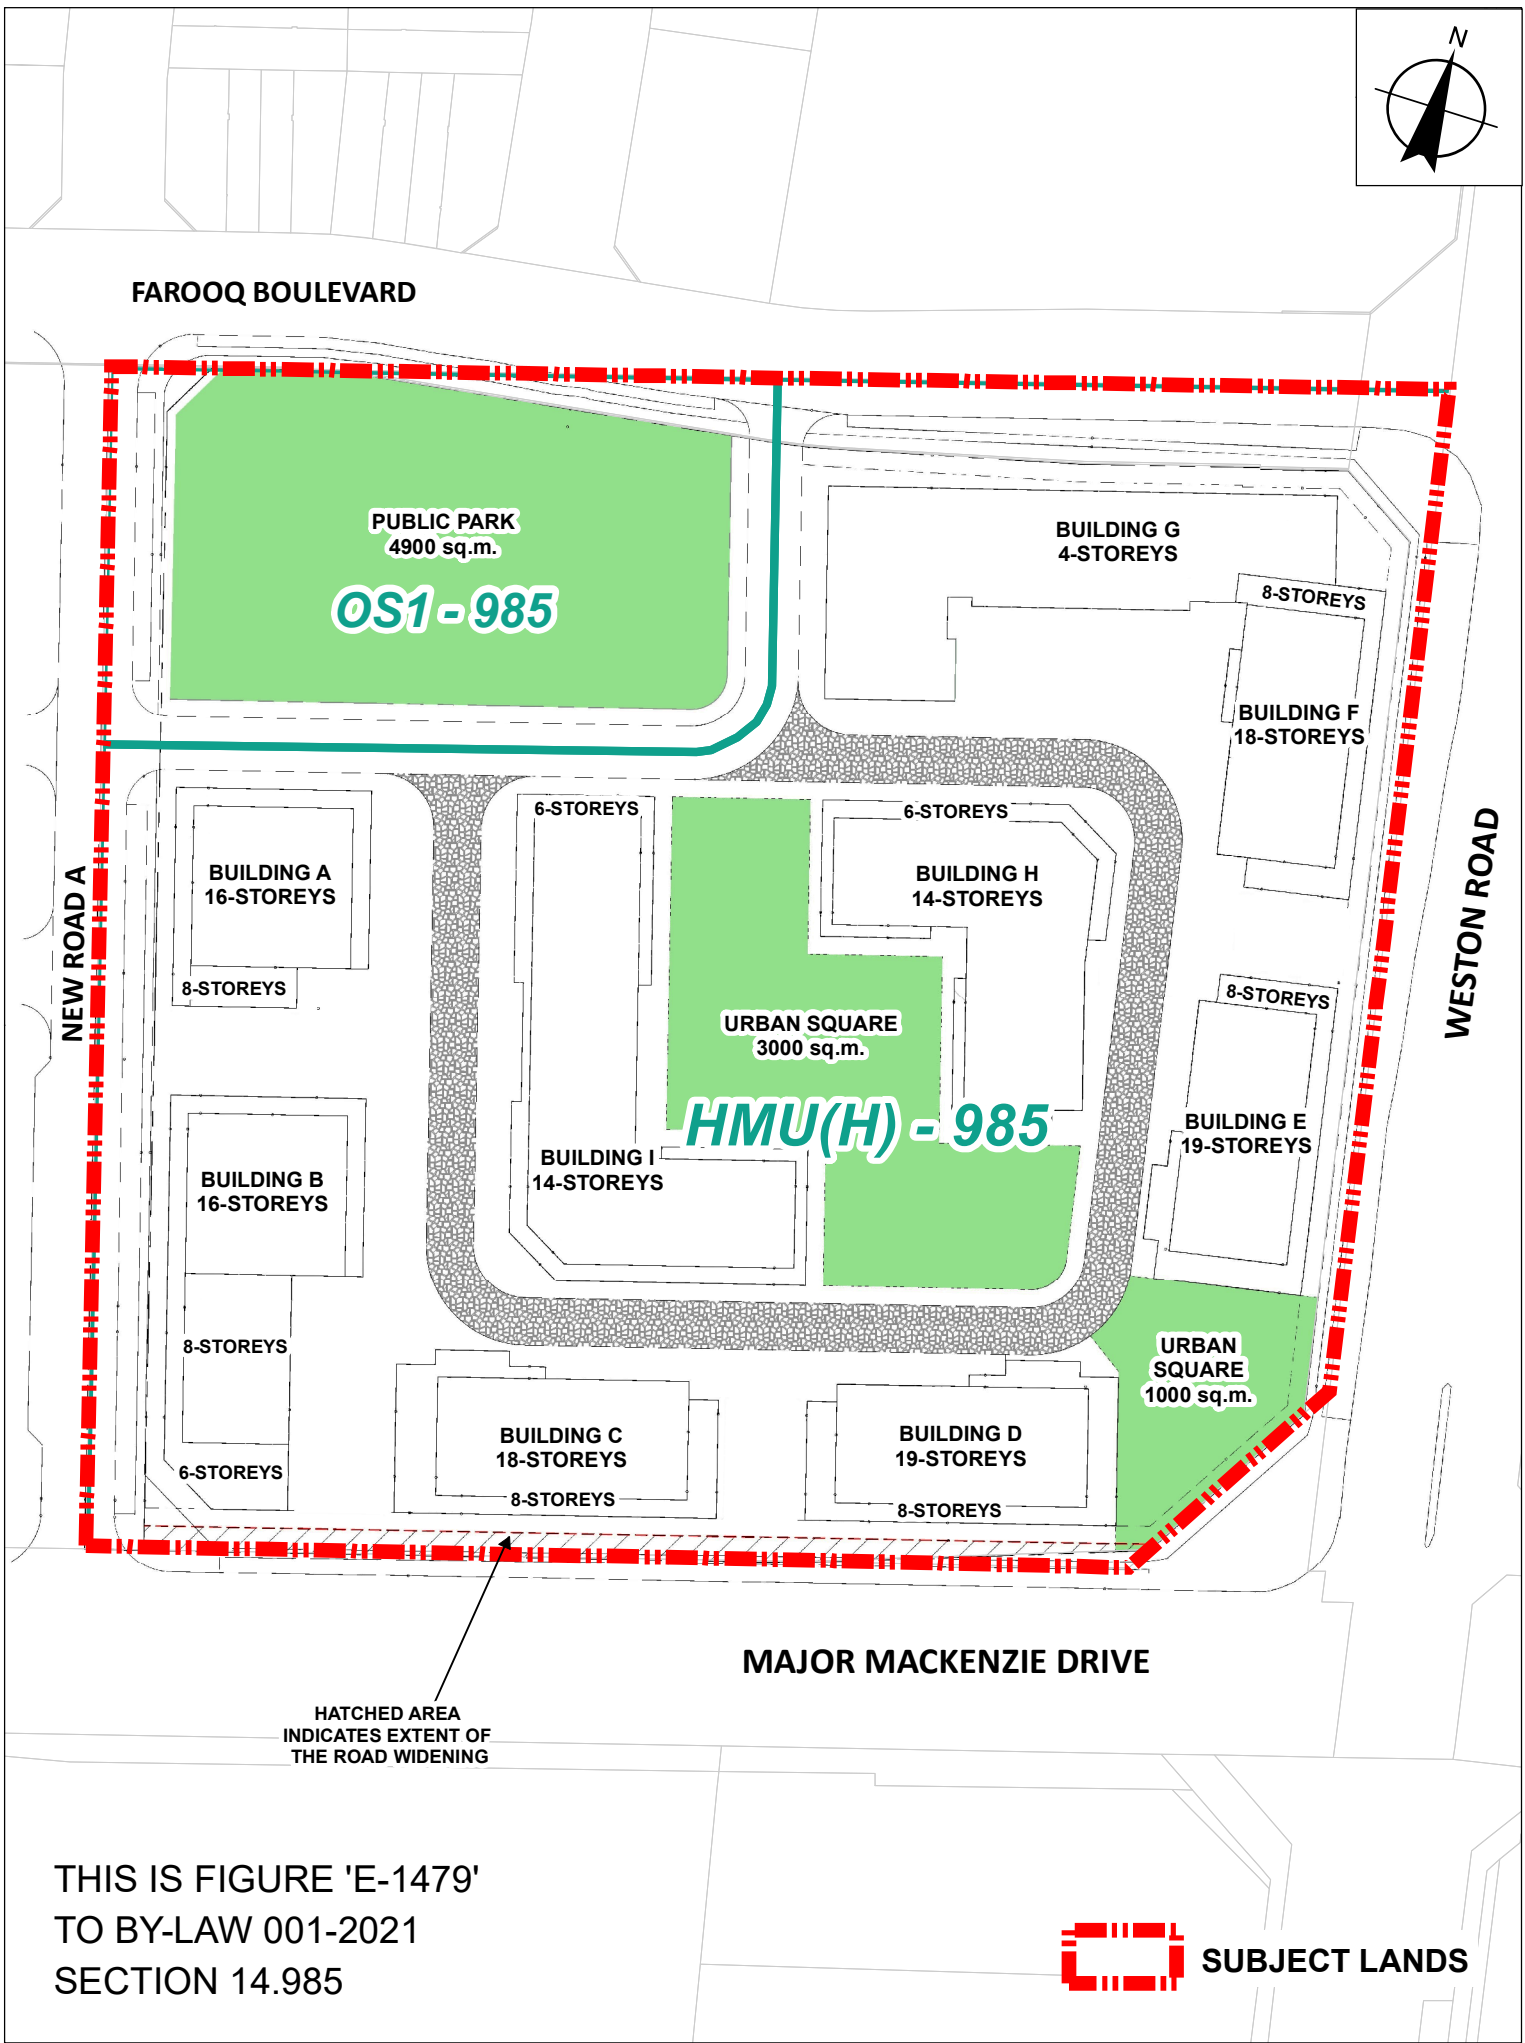 N
FAROOQ BOULEVARD
PUBLIC PARK
4900 sq.m.
OS1 - 985
BUILDING G
4-STOREYS
8-STOREYS
BUILDING F
18-STOREYS
6-STOREYS
6-STOREYS
BUILDING A
16-STOREYS
BUILDING H
14-STOREYS
NEW ROAD A
WESTON ROAD
8-STOREYS
8-STOREYS
URBAN SQUARE
3000 sq.m.
HMU(H) - 985
BUILDING E
19-STOREYS
BUILDING I
14-STOREYS
BUILDING B
16-STOREYS
8-STOREYS
URBAN
SQUARE
1000 sq.m.
BUILDING C
18-STOREYS
BUILDING D
19-STOREYS
6-STOREYS
8-STOREYS
8-STOREYS
MAJOR MACKENZIE DRIVE
HATCHED AREA
INDICATES EXTENT OF
THE ROAD WIDENING
THIS IS FIGURE 'E-1479'
TO BY-LAW 001-2021
SECTION 14.985
SUBJECT LANDS